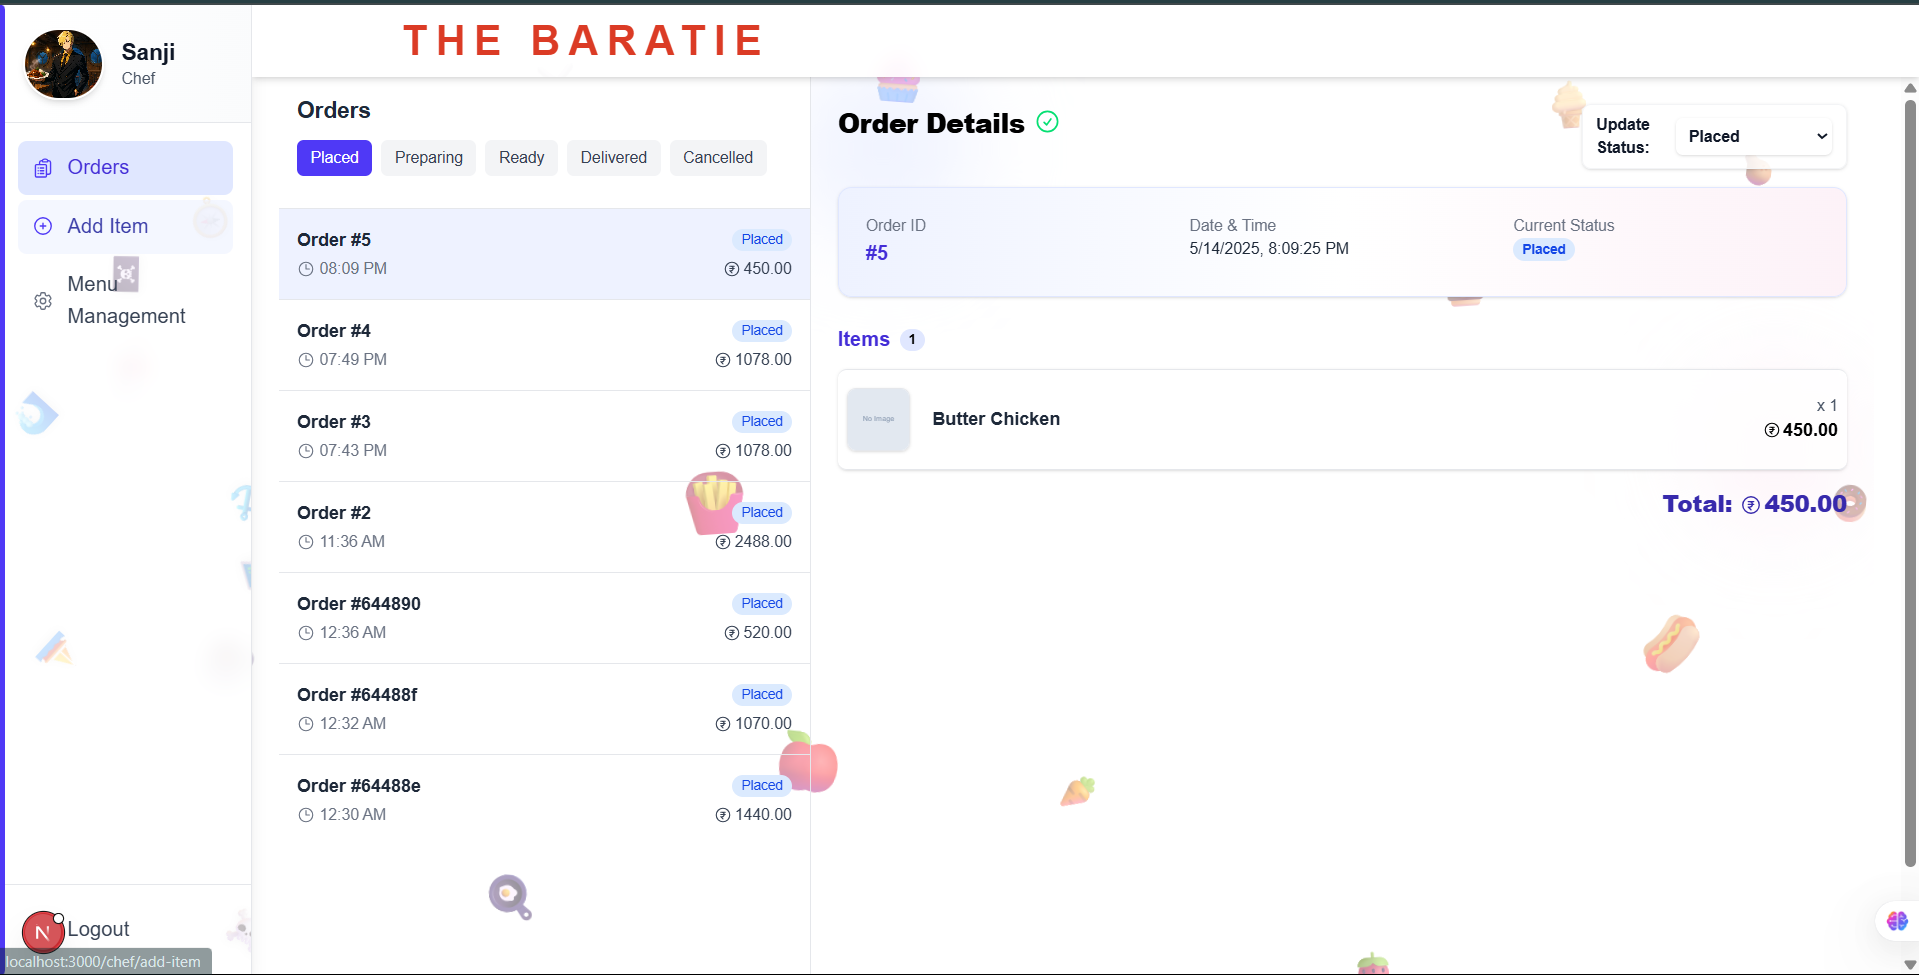 Sanji
Chef
Orders
Add Item
Menu
Management
N
Logout
localhost:3000/chef/add-item
THE BARATIE
Orders
Placed Preparing Ready Delivered Cancelled
Order #5 Placed
08:09 PM ₹ 450.00
Order #4 Placed
07:49 PM ₹ 1078.00
Order #3 Placed
07:43 PM ₹ 1078.00
Order #2 Placed
11:36 AM ₹ 2488.00
Order #644890 Placed
12:36 AM ₹ 520.00
Order #64488f Placed
12:32 AM ₹ 1070.00
Order #64488e Placed
12:30 AM ₹ 1440.00
Order Details
Update
Status:
Placed
Order ID
#5
Date & Time
5/14/2025, 8:09:25 PM
Current Status
Placed
Items 1
No Image
Butter Chicken
x 1
₹ 450.00
Total: ₹ 450.00